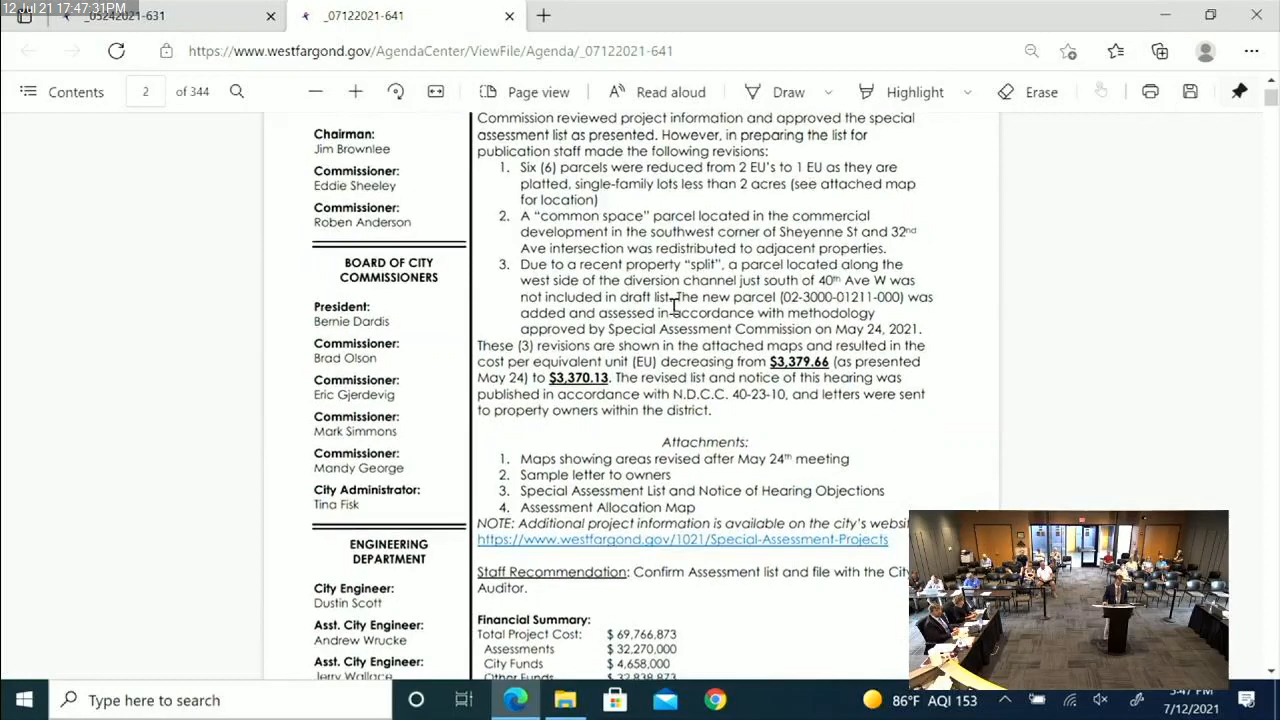 12 Jul 21 17:47:31PM
_05242021-631
_07122021-641
https://www.westfargond.gov/AgendaCenter/ViewFile/Agenda/_07122021-641
Contents
2
of 344
Page view
Read aloud
Draw
Highlight
Erase
Chairman:
Jim Brownlee
Commissioner:
Eddie Sheeley
Commissioner:
Roben Anderson
BOARD OF CITY
COMMISSIONERS
President:
Bernie Dardis
Commissioner:
Brad Olson
Commissioner:
Eric Gjerdevig
Commissioner:
Mark Simmons
Commissioner:
Mandy George
City Administrator:
Tina Fisk
ENGINEERING
DEPARTMENT
City Engineer:
Dustin Scott
Asst. City Engineer:
Andrew Wrucke
Asst. City Engineer:
Jerry Wallace
Commission reviewed project information and approved the special
assessment list as presented. However, in preparing the list for
publication staff made the following revisions:
1. Six (6) parcels were reduced from 2 EU's to 1 EU as they are
platted, single-family lots less than 2 acres (see attached map
for location)
2. A “common space” parcel located in the commercial
development in the southwest corner of Sheyenne St and 32nd
Ave intersection was redistributed to adjacent properties.
3. Due to a recent property “split”, a parcel located along the
west side of the diversion channel just south of 40th Ave W was
not included in draft list. The new parcel (02-3000-01211-000) was
added and assessed in accordance with methodology
approved by Special Assessment Commission on May 24, 2021.
These (3) revisions are shown in the attached maps and resulted in the
cost per equivalent unit (EU) decreasing from $3,379.66 (as presented
May 24) to $3,370.13. The revised list and notice of this hearing was
published in accordance with N.D.C.C. 40-23-10, and letters were sent
to property owners within the district.
Attachments:
1. Maps showing areas revised after May 24th meeting
2. Sample letter to owners
3. Special Assessment List and Notice of Hearing Objections
4. Assessment Allocation Map
NOTE: Additional project information is available on the city's
https://www.westfargond.gov/1021/Special-Assessment-Projects
Staff Recommendation: Confirm Assessment list and file with the City
Auditor.
Financial Summary:
Total Project Cost: $ 69,766,873
Assessments $ 32,270,000
City Funds $ 4,658,000
Other Funds $ 32,838,873
Type here to search
86°F AQI 153
PM
7/12/2021